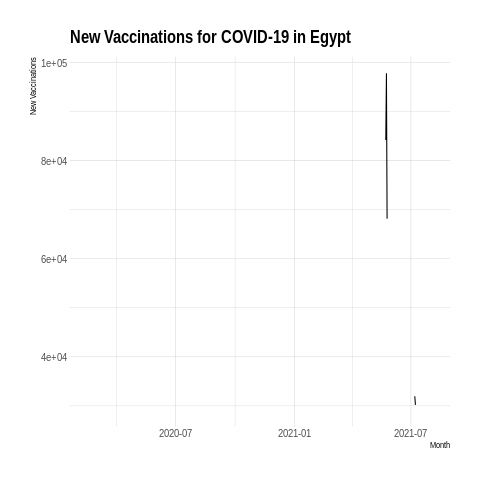 New Vaccinations for COVID-19 in Egypt
New Vaccinations
1e+05
8e+04
6e+04
4e+04
2020-07
2021-01
2021-07
Month